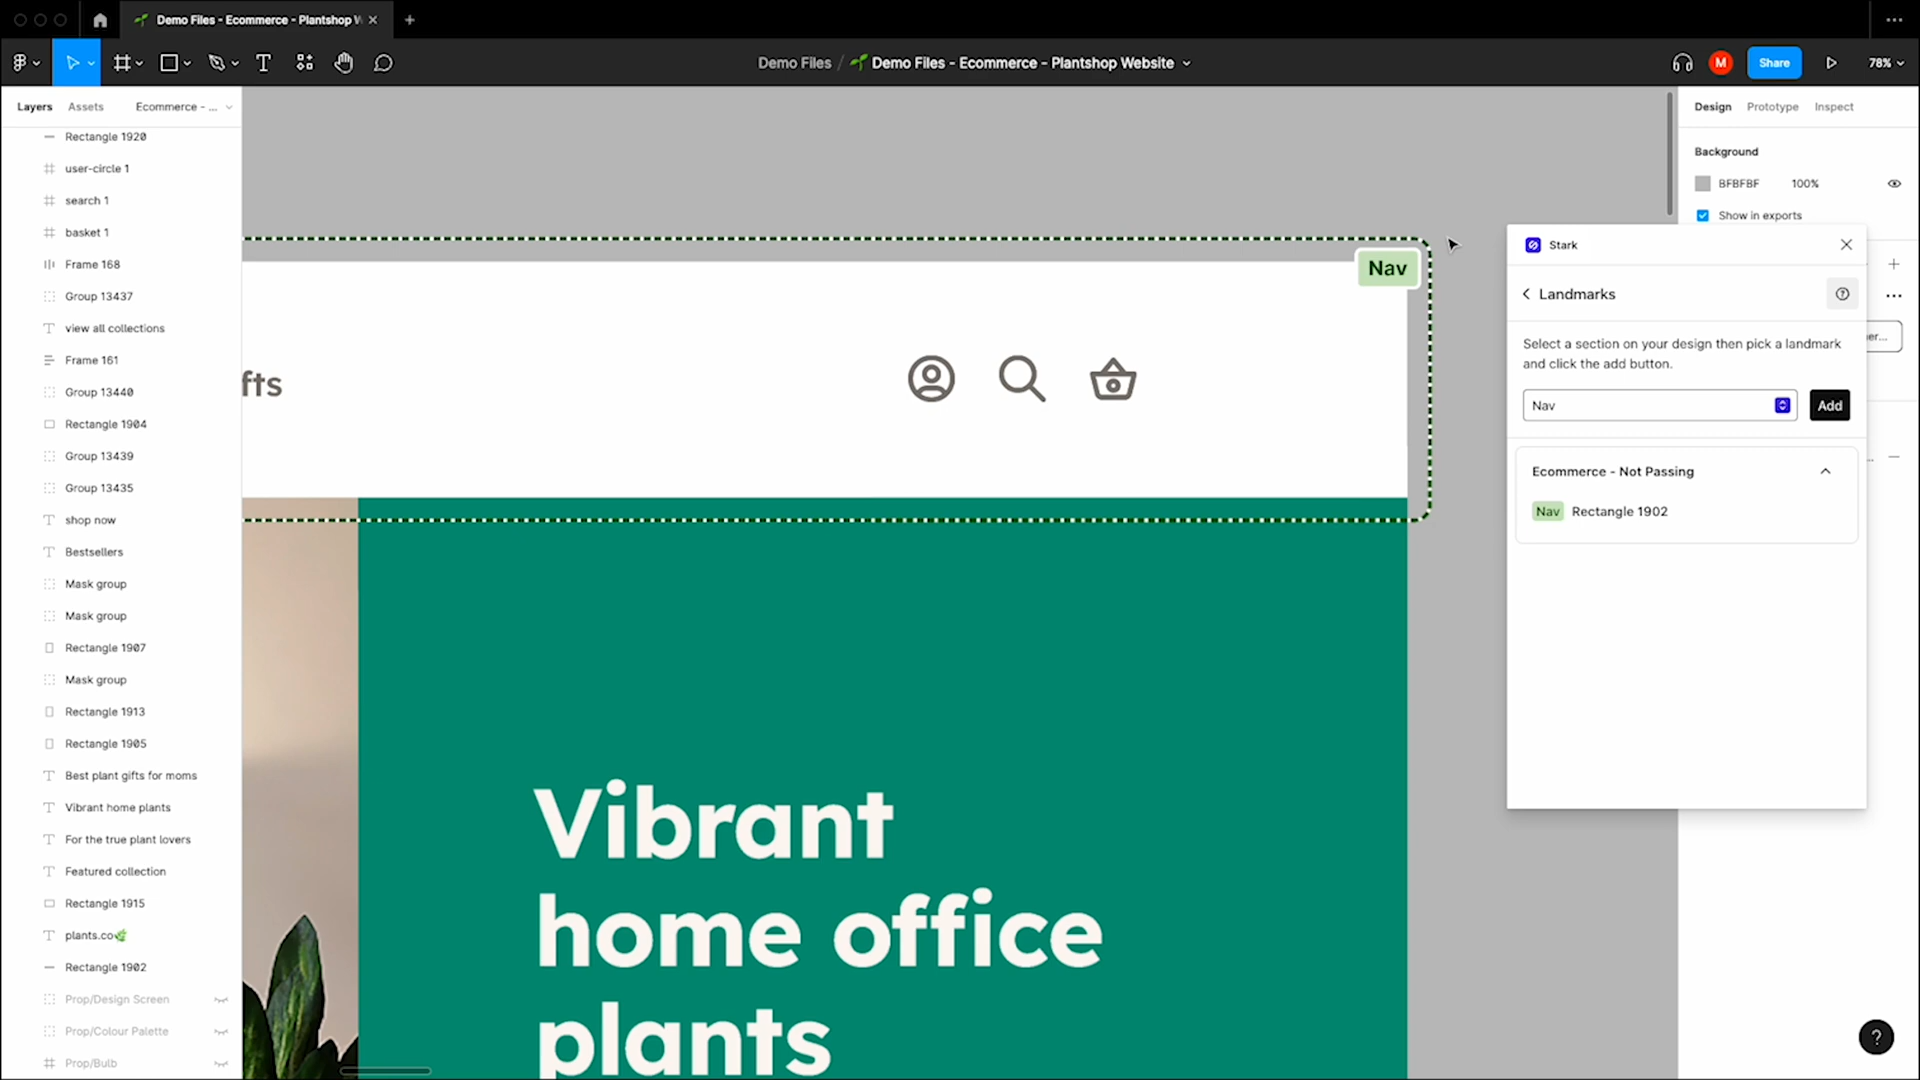 Demo Files - Ecommerce - Plantshop W
Demo Files / Demo Files - Ecommerce - Plantshop Website
M
Share
78%
Layers
Assets
Ecommerce - ...
Rectangle 1920
user-circle 1
search 1
basket 1
Frame 168
Group 13437
view all collections
Frame 161
Group 13440
Rectangle 1904
Group 13439
Group 13435
shop now
Bestsellers
Mask group
Mask group
Rectangle 1907
Mask group
Rectangle 1913
Rectangle 1905
Best plant gifts for moms
Vibrant home plants
For the true plant lovers
Featured collection
Rectangle 1915
plants.co
Rectangle 1902
Prop/Design Screen
Prop/Colour Palette
Prop/Bulb
Nav
fts
Vibrant
home office
plants
Design
Prototype
Inspect
Background
BFBFBF
100%
Show in exports
er...
Stark
Landmarks
Select a section on your design then pick a landmark
and click the add button.
Nav
Add
Ecommerce - Not Passing
Nav Rectangle 1902
?